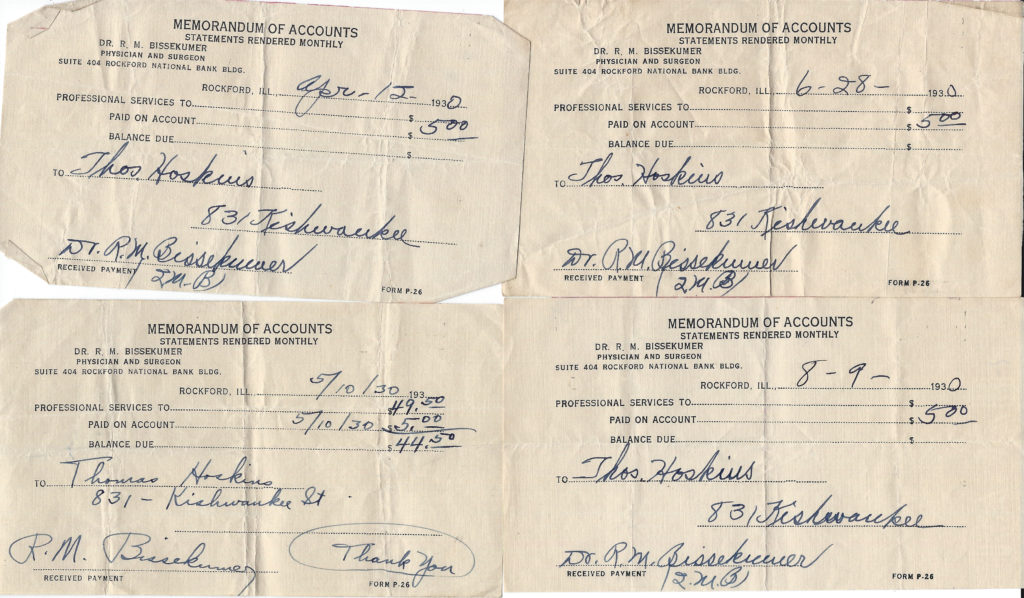 MEMORANDUM OF ACCOUNTS
STATEMENTS RENDERED MONTHLY
DR. R. M. BISSEKUMER
PHYSICIAN AND SURGEON
SUITE 404 ROCKFORD NATIONAL BANK BLDG.
ROCKFORD, ILL., Apr-12- 1930
PROFESSIONAL SERVICES TO $
PAID ON ACCOUNT $ 5.00
BALANCE DUE $
TO Thos. Hoskins
831 Kishwaukee
Dr. R.M. Bissekumer
RECEIVED PAYMENT
FORM P-26
MEMORANDUM OF ACCOUNTS
STATEMENTS RENDERED MONTHLY
DR. R. M. BISSEKUMER
PHYSICIAN AND SURGEON
SUITE 404 ROCKFORD NATIONAL BANK BLDG.
ROCKFORD, ILL., 6-28- 1930
PROFESSIONAL SERVICES TO $
PAID ON ACCOUNT $ 5.00
BALANCE DUE $
TO Thos. Hoskins
831 Kishwaukee
Dr. R.M. Bissekumer
RECEIVED PAYMENT
FORM P-26
MEMORANDUM OF ACCOUNTS
STATEMENTS RENDERED MONTHLY
DR. R. M. BISSEKUMER
PHYSICIAN AND SURGEON
SUITE 404 ROCKFORD NATIONAL BANK BLDG.
ROCKFORD, ILL., 5/10/30 193
PROFESSIONAL SERVICES TO 49.50
PAID ON ACCOUNT 5/10/30 $ 5.00
BALANCE DUE $ 44.50
TO Thomas Hoskins
831 - Kishwaukee St
R. M. Bissekumer Thank You
RECEIVED PAYMENT
FORM P-26
MEMORANDUM OF ACCOUNTS
STATEMENTS RENDERED MONTHLY
DR. R. M. BISSEKUMER
PHYSICIAN AND SURGEON
SUITE 404 ROCKFORD NATIONAL BANK BLDG.
ROCKFORD, ILL., 8-9- 1930
PROFESSIONAL SERVICES TO $
PAID ON ACCOUNT $ 5.00
BALANCE DUE $
TO Thos. Hoskins
831 Kishwaukee
Dr. R.M. Bissekumer
RECEIVED PAYMENT
FORM P-26